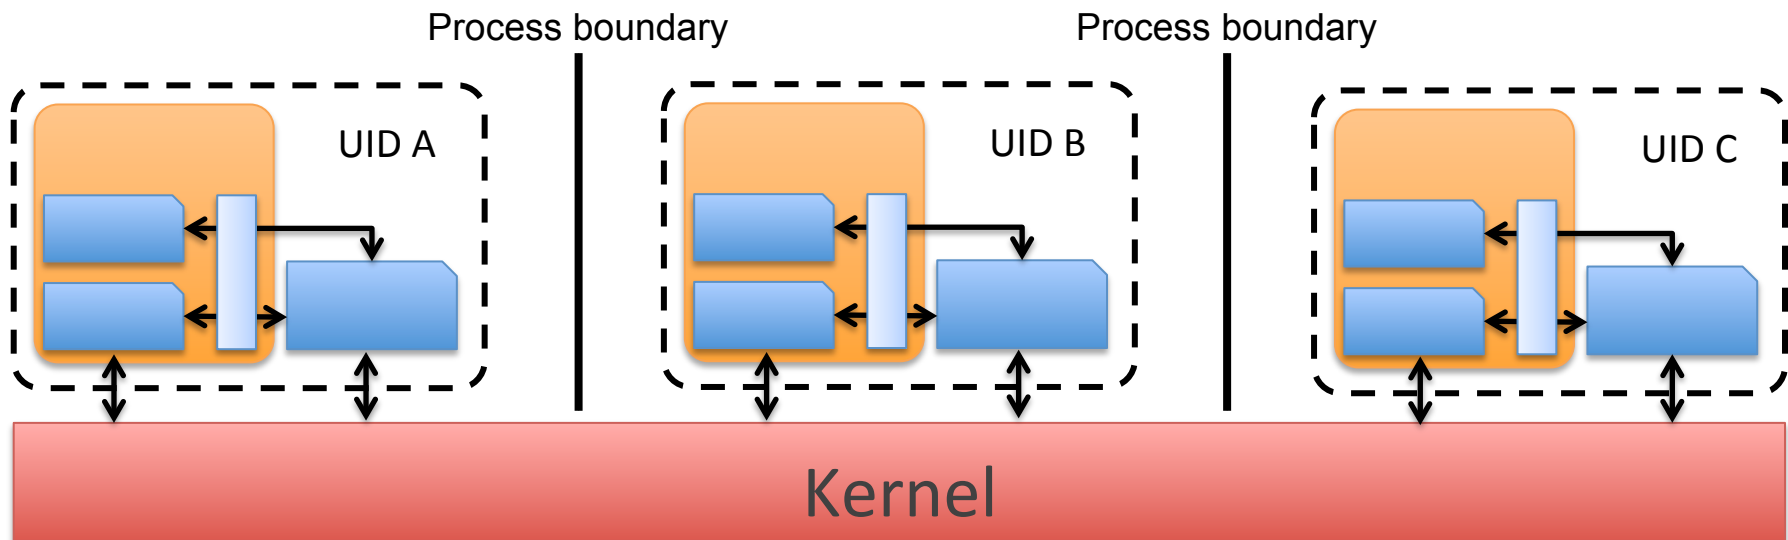 Process boundary
Process boundary
UID A
UID B
UID C
Kernel